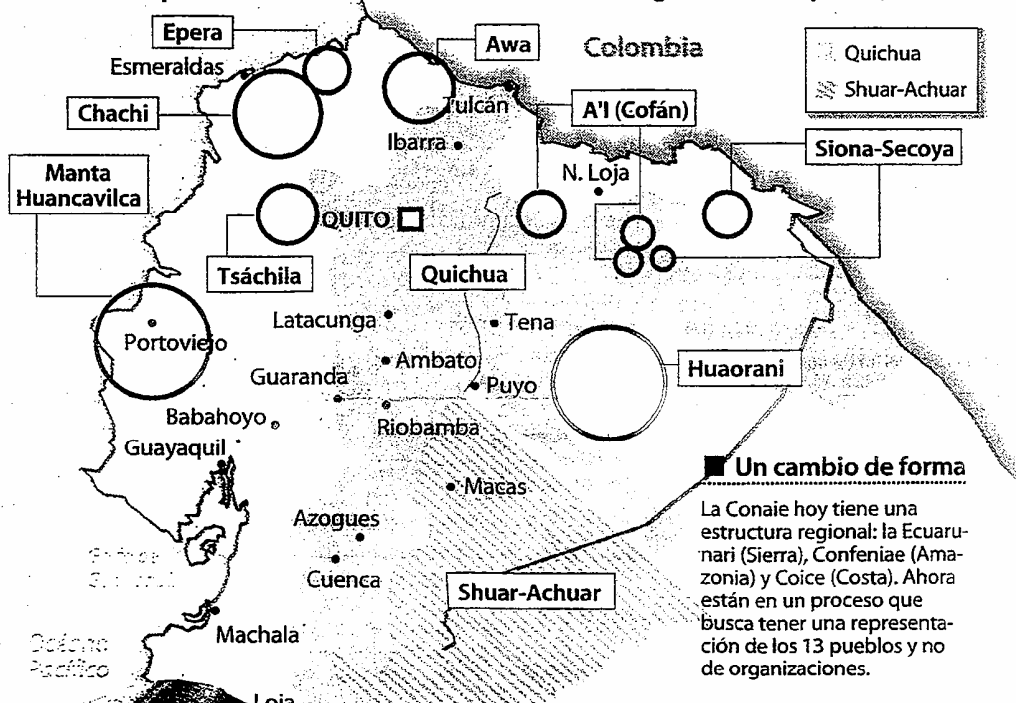 Epera
Awa
Colombia
Quichua
Shuar-Achuar
Esmeraldas
Chachi
Tulcán
A'I (Cofán)
Ibarra
Siona-Secoya
Manta
Huancavilca
N. Loja
QUITO
Tsáchila
Quichua
Latacunga
Tena
Portoviejo
Ambato
Huaorani
Guaranda
Puyo
Babahoyo
Riobamba
Guayaquil
Un cambio de forma
Macas
La Conaie hoy tiene una
estructura regional: la Ecuaru-
nari (Sierra), Confeniae (Ama-
zonia) y Coice (Costa). Ahora
están en un proceso que
busca tener una representa-
ción de los 13 pueblos y no
de organizaciones.
Azogues
Cuenca
Shuar-Achuar
Machala
Océano
Pacífico
Loja